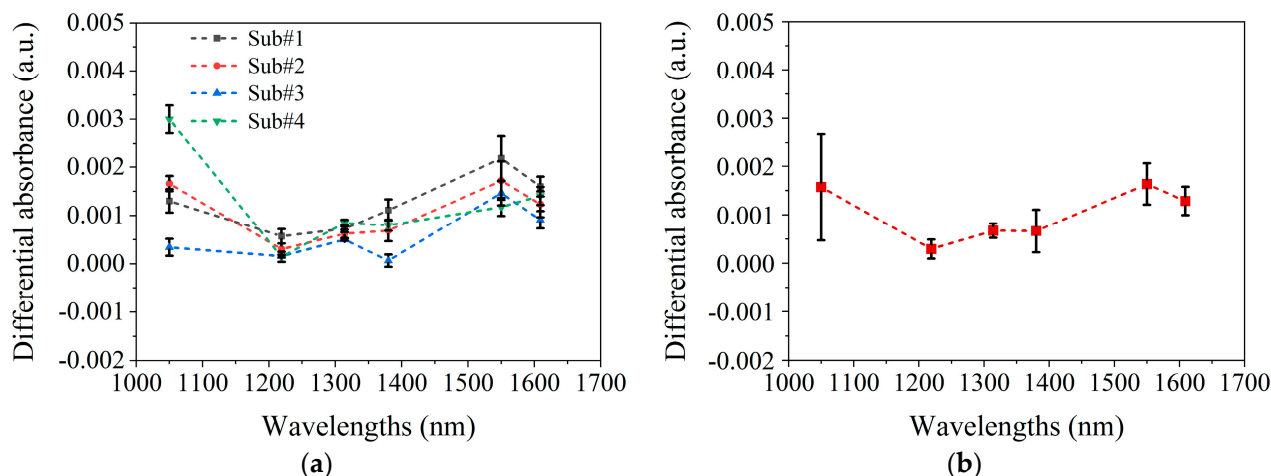 Differential absorbance (a.u.)
0.005
0.004
0.003
0.002
0.001
0.000
-0.001
-0.002
Sub#1
Sub#2
Sub#3
Sub#4
1000 1100 1200 1300 1400 1500 1600 1700
Wavelengths (nm)
(a)
Differential absorbance (a.u.)
0.005
0.004
0.003
0.002
0.001
0.000
-0.001
-0.002
1000 1100 1200 1300 1400 1500 1600 1700
Wavelengths (nm)
(b)